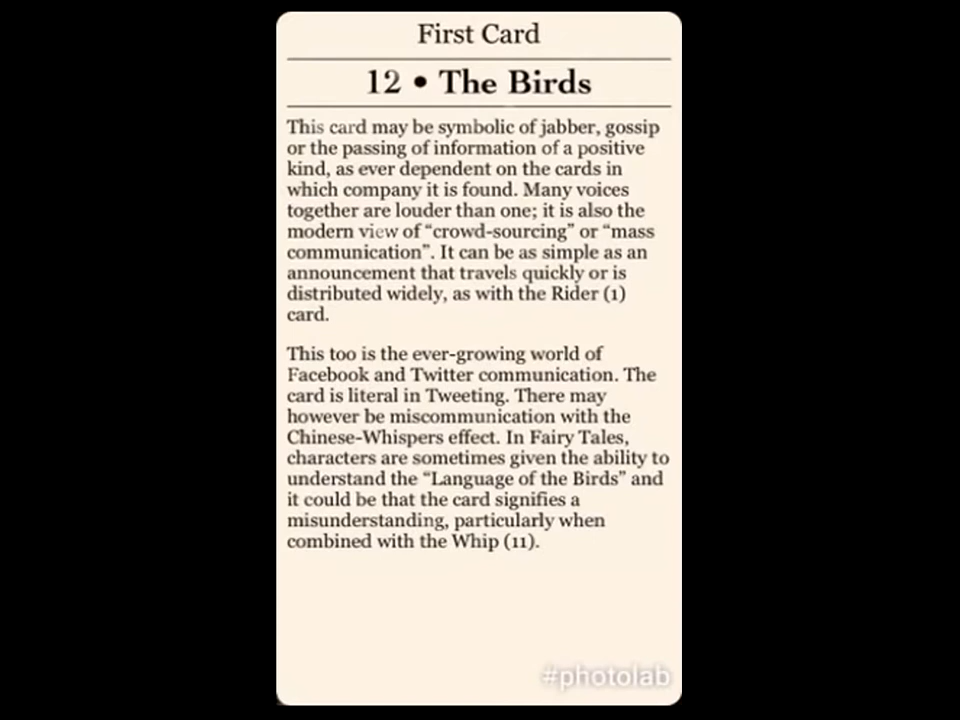 First Card
12 • The Birds
This card may be symbolic of jabber, gossip
or the passing of information of a positive
kind, as ever dependent on the cards in
which company it is found. Many voices
together are louder than one; it is also the
modern view of “crowd-sourcing” or “mass
communication”. It can be as simple as an
announcement that travels quickly or is
distributed widely, as with the Rider (1)
card.
This too is the ever-growing world of
Facebook and Twitter communication. The
card is literal in Tweeting. There may
however be miscommunication with the
Chinese-Whispers effect. In Fairy Tales,
characters are sometimes given the ability to
understand the “Language of the Birds” and
it could be that the card signifies a
misunderstanding, particularly when
combined with the Whip (11).
#photolab